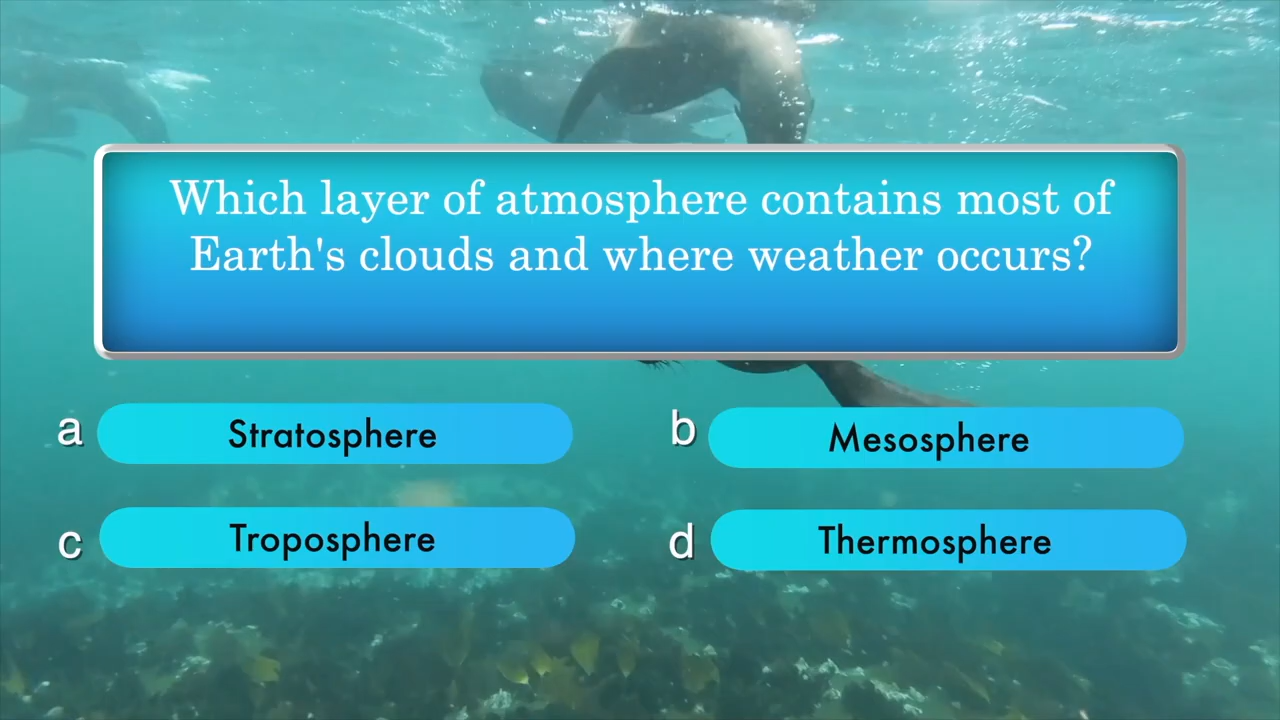 Which layer of atmosphere contains most of
Earth's clouds and where weather occurs?
a Stratosphere
b Mesosphere
c Troposphere
d Thermosphere